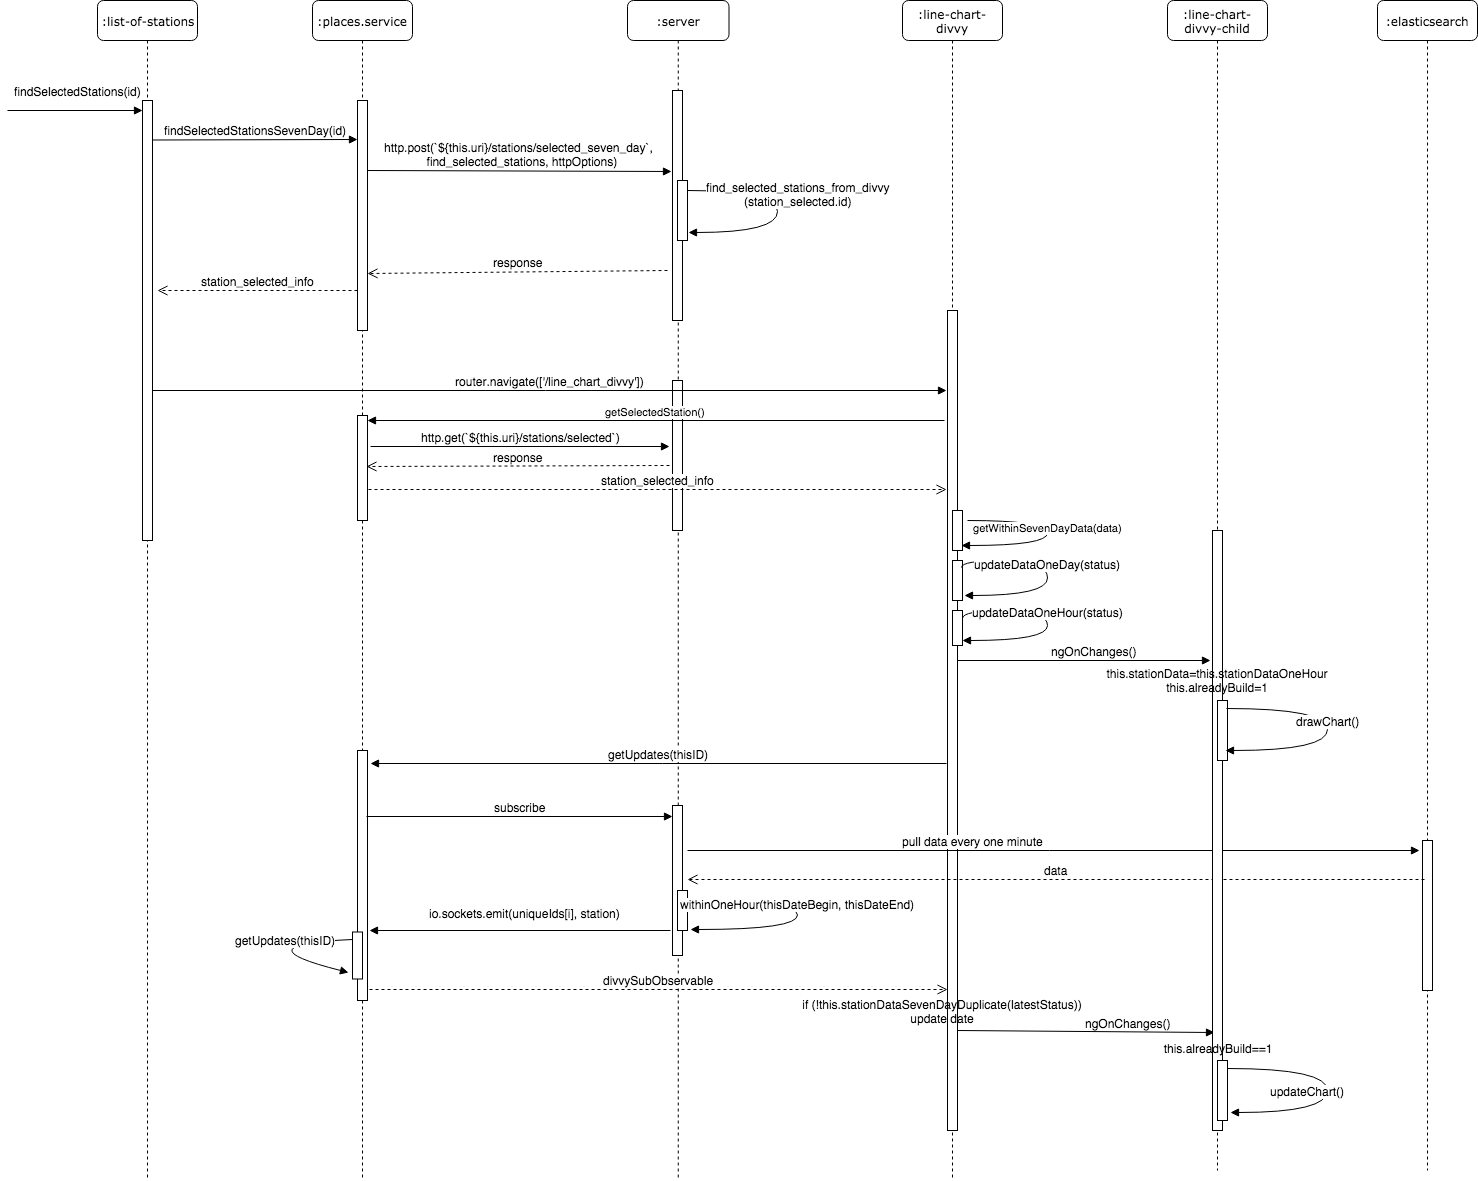 :list-of-stations
:places.service
:server
:line-chart-
divvy
:line-chart-
divvy-child
:elasticsearch
findSelectedStations(id)
findSelectedStationsSevenDay(id)
http.post(`${this.uri}/stations/selected_seven_day`,
find_selected_stations, httpOptions)
find_selected_stations_from_divvy
(station_selected.id)
response
station_selected_info
router.navigate(['/line_chart_divvy'])
getSelectedStation()
http.get(`${this.uri}/stations/selected`)
response
station_selected_info
getWithinSevenDayData(data)
updateDataOneDay(status)
updateDataOneHour(status)
ngOnChanges()
this.stationData=this.stationDataOneHour
this.alreadyBuild=1
drawChart()
getUpdates(thisID)
subscribe
pull data every one minute
data
withinOneHour(thisDateBegin, thisDateEnd)
io.sockets.emit(uniqueIds[i], station)
getUpdates(thisID)
divvySubObservable
if (!this.stationDataSevenDayDuplicate(latestStatus))
update date
ngOnChanges()
this.alreadyBuild==1
updateChart()